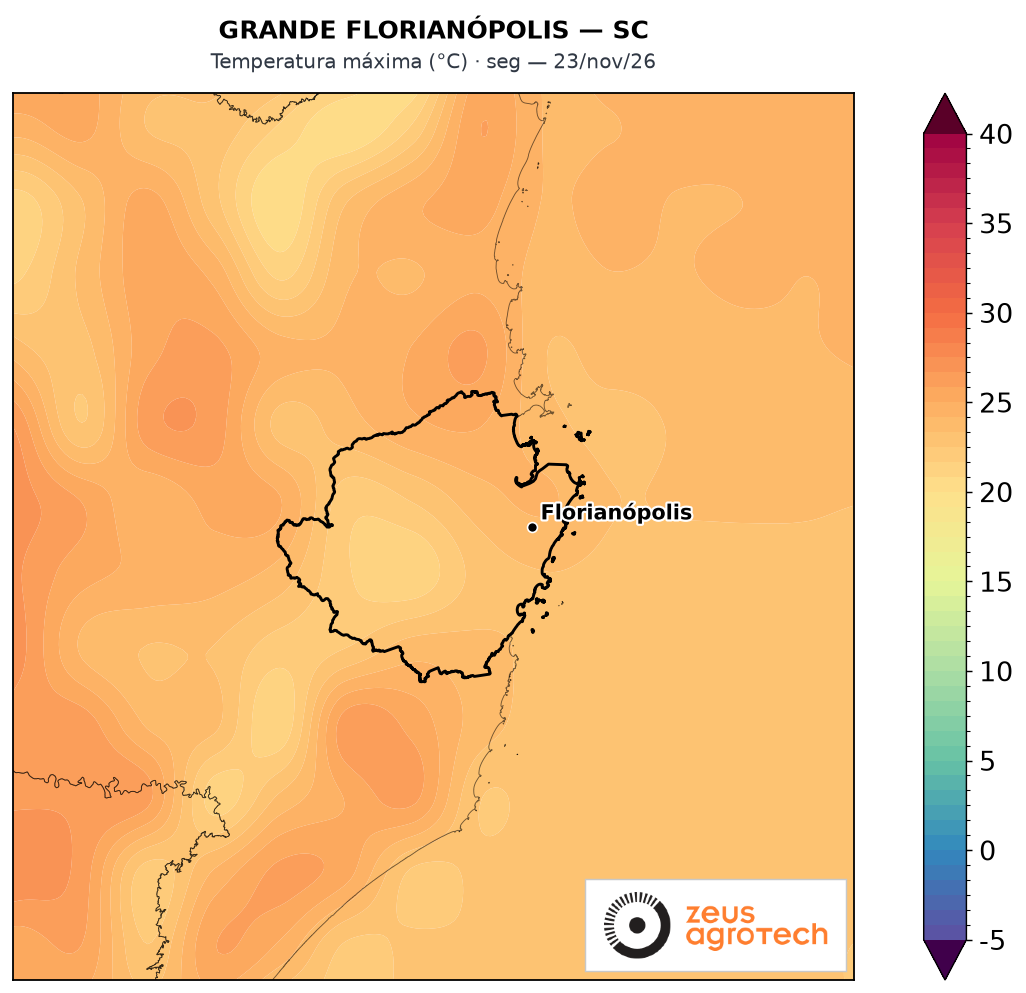 GRANDE FLORIANÓPOLIS — SC
Temperatura máxima (°C) · seg — 23/nov/26
40
35
30
25
20
15
10
5
0
-5
Florianópolis
zeus
agrotech